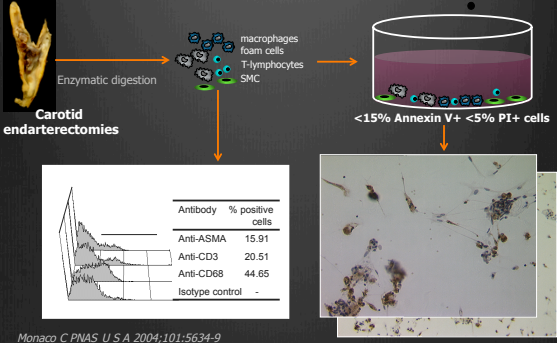 macrophages
foam cells
T-lymphocytes
SMC
Enzymatic digestion
Carotid
endarterectomies
<15% Annexin V+ <5% PI+ cells
Antibody % positive
cells
Anti-ASMA 15.91
Anti-CD3 20.51
Anti-CD68 44.65
Isotype control -
Monaco C PNAS U S A 2004;101:5634-9